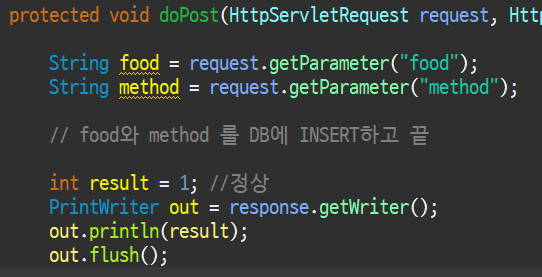 protected void doPost(HttpServletRequest request, Htt
String food = request.getParameter("food");
String method = request.getParameter("method");
// food와 method 를 DB에 INSERT하고 끝
int result = 1; //정상
PrintWriter out = response.getWriter();
out.println(result);
out.flush();